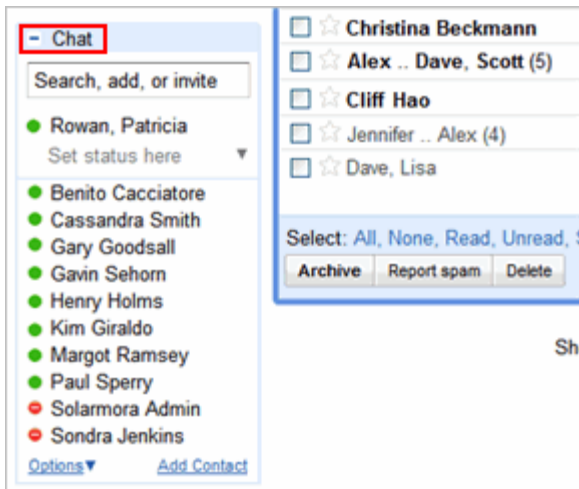 Chat
Search, add, or invite
Rowan, Patricia
Set status here
Benito Cacciatore
Cassandra Smith
Gary Goodsall
Gavin Sehorn
Henry Holms
Kim Giraldo
Margot Ramsey
Paul Sperry
Solarmora Admin
Sondra Jenkins
Options
Add Contact
Christina Beckmann
Alex .. Dave, Scott (5)
Cliff Hao
Jennifer .. Alex (4)
Dave, Lisa
Select: All, None, Read, Unread, S
Archive Report spam Delete
Sh